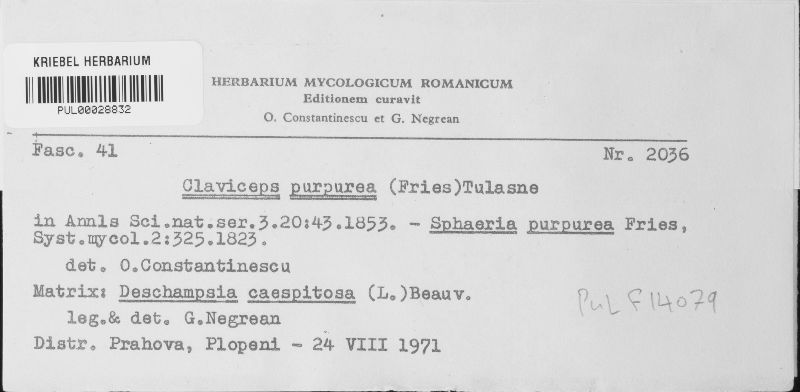 KRIEBEL HERBARIUM
PUL00028832
HERBARIUM MYCOLOGICUM ROMANICUM
Editionem curavit
O. Constantinescu et G. Negrean
Fasc. 41 Nr. 2036
Claviceps purpurea (Fries)Tulasne
in Annls Sci.nat.ser.3.20:43.1853. - Sphaeria purpurea Fries,
Syst.mycol.2:325.1823.
det. O.Constantinescu
Matrix: Deschampsia caespitosa (L.)Beauv.
leg.& det. G.Negrean
Distr. Prahova, Plopeni - 24 VIII 1971
PUL F14079